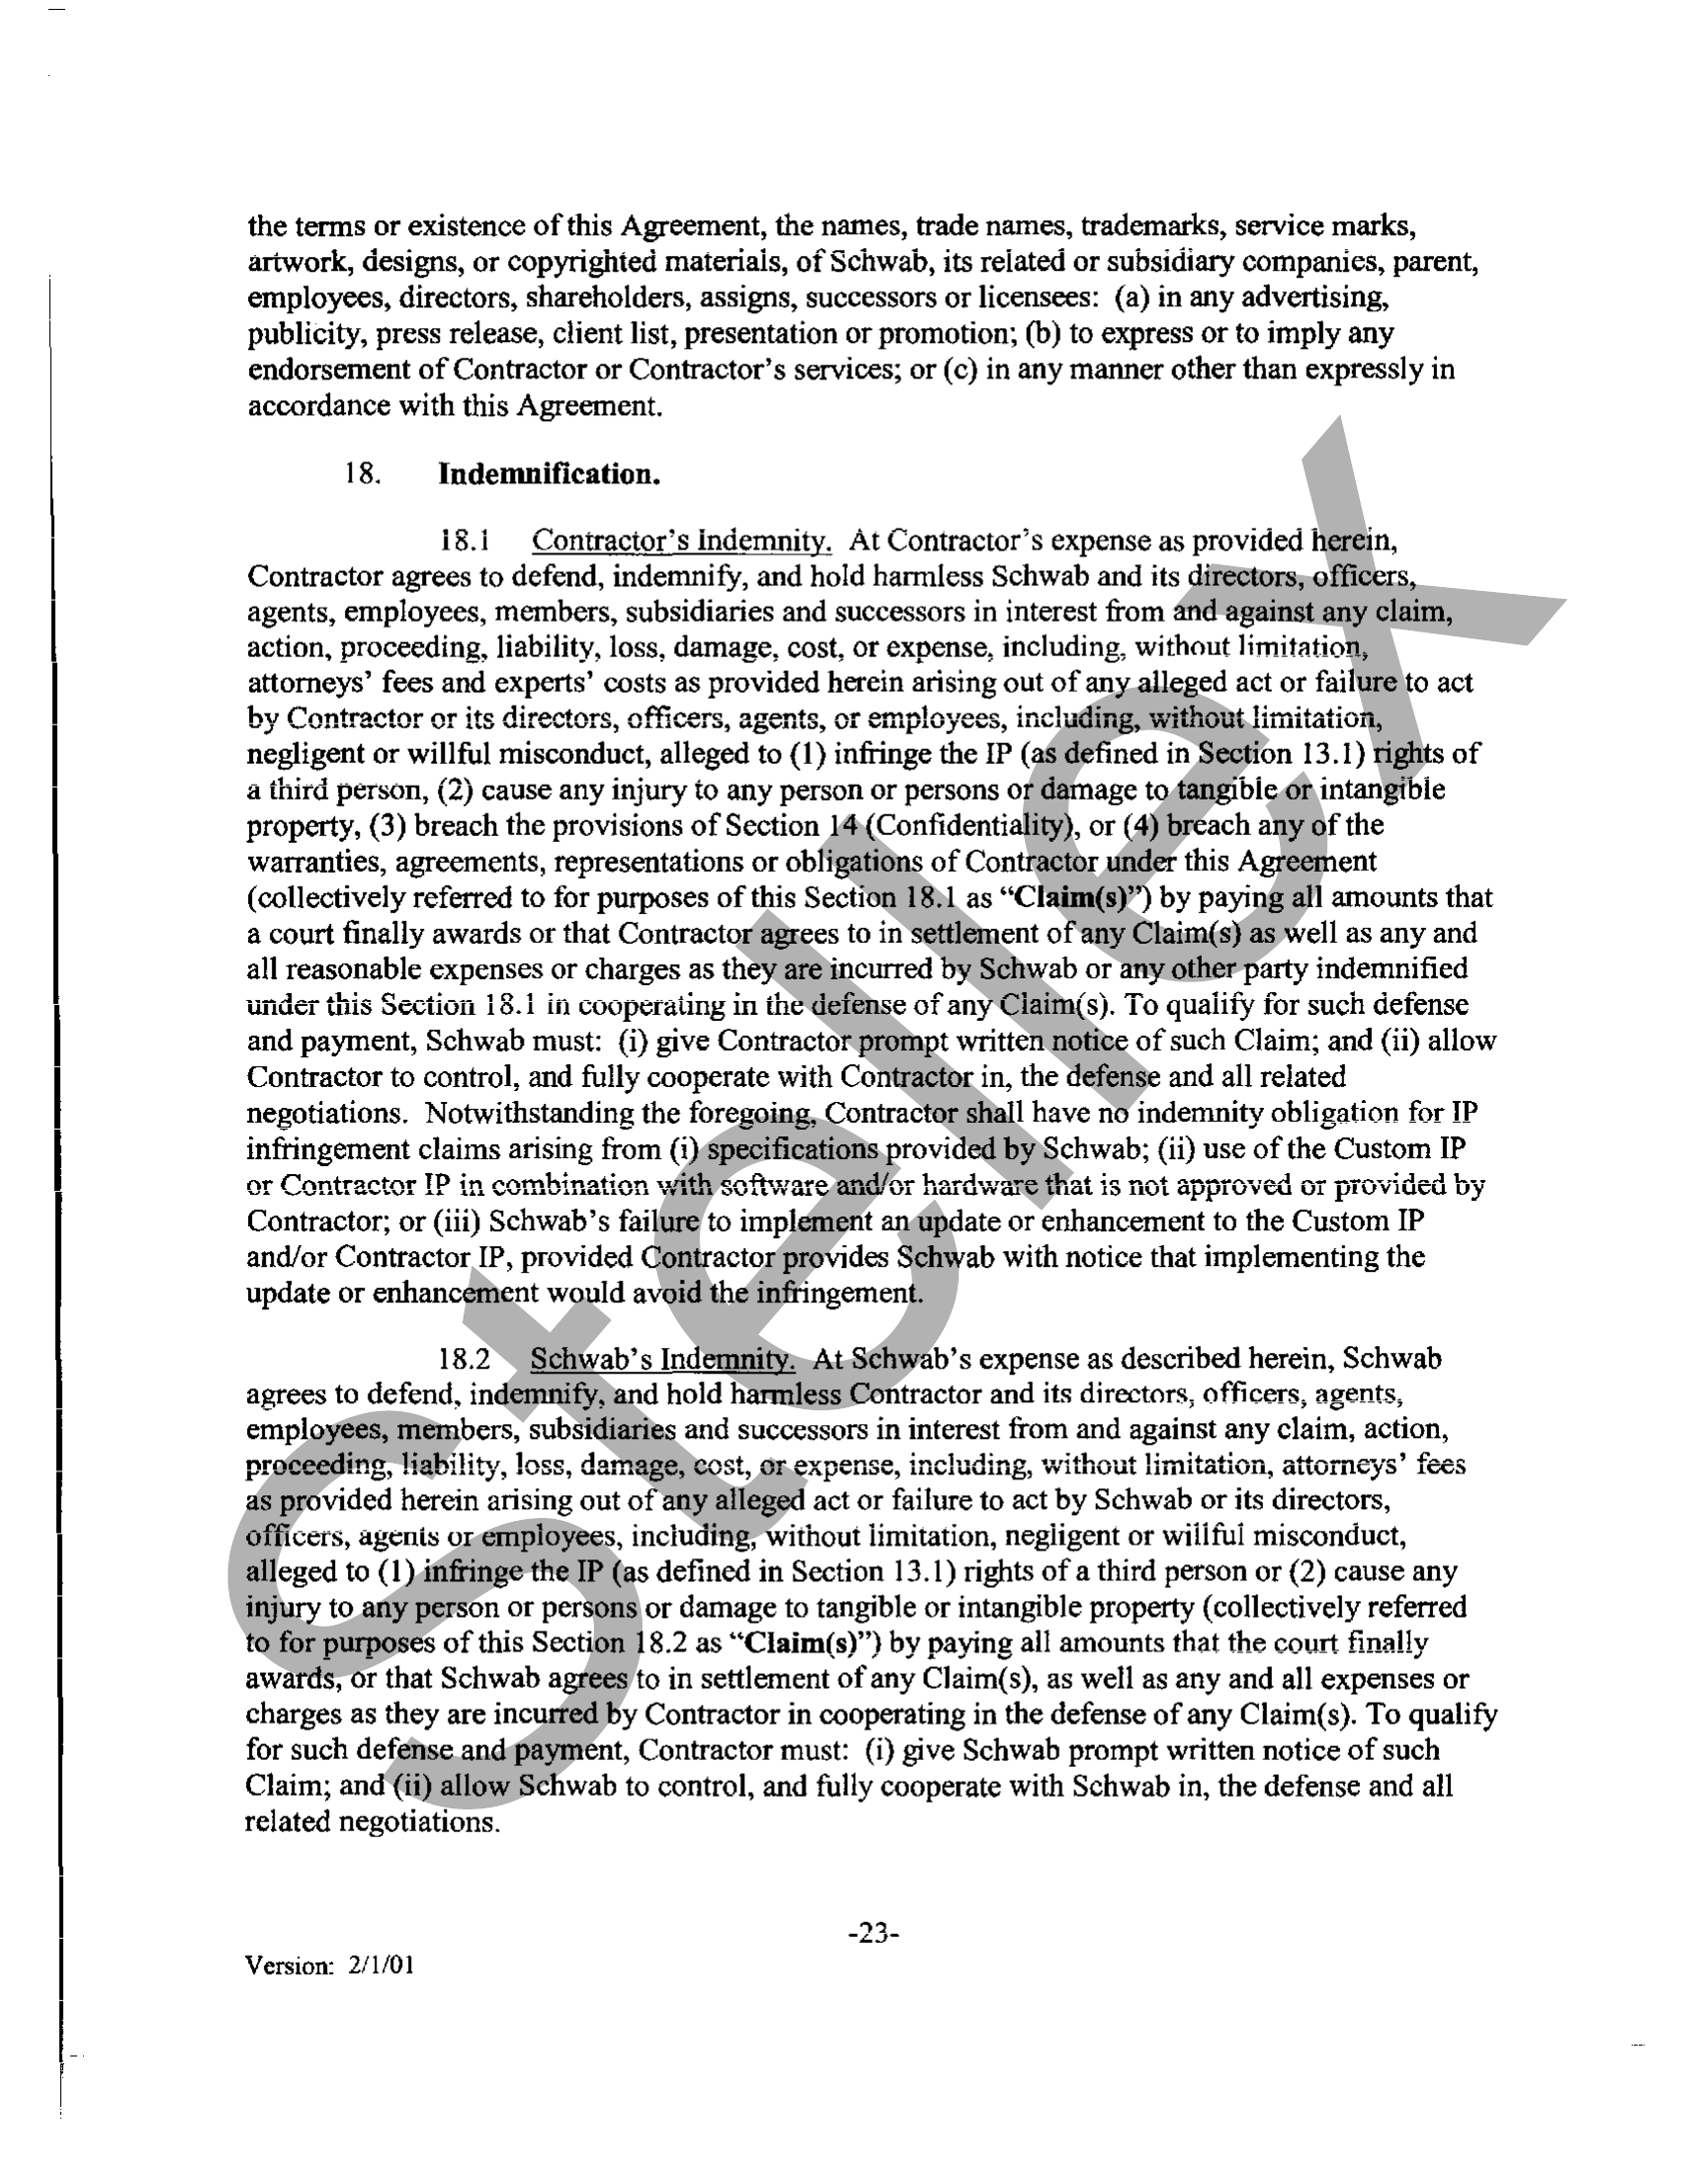 the terms or existence of this Agreement, the names, trade names, trademarks, service marks,
artwork, designs, or copyrighted materials, of Schwab, its related or subsidiary companies, parent,
employees, directors, shareholders, assigns, successors or licensees: (a) in any advertising,
publicity, press release, client list, presentation or promotion; (b) to express or to imply any
endorsement of Contractor or Contractor's services; or (c) in any manner other than expressly in
accordance with this Agreement.
18. Indemnification.
18.1 Contractor's Indemnity. At Contractor's expense as provided herein,
Contractor agrees to defend, indemnify, and hold harmless Schwab and its directors, officers,
agents, employees, members, subsidiaries and successors in interest from and against any claim,
action, proceeding, liability, loss, damage, cost, or expense, including, without limitation,
attorneys' fees and experts' costs as provided herein arising out of any alleged act or failure to act
by Contractor or its directors, officers, agents, or employees, including, without limitation,
negligent or willful misconduct, alleged to (1) infringe the IP (as defined in Section 13.1) rights of
a third person, (2) cause any injury to any person or persons or damage to tangible or intangible
property, (3) breach the provisions of Section 14 (Confidentiality), or (4) breach any of the
warranties, agreements, representations or obligations of Contractor under this Agreement
(collectively referred to for purposes of this Section 18.1 as "Claim(s)") by paying all amounts that
a court finally awards or that Contractor agrees to in settlement of any Claim(s) as well as any and
all reasonable expenses or charges as they are incurred by Schwab or any other party indemnified
under this Section 18.1 in cooperating in the defense of any Claim(s). To qualify for such defense
and payment, Schwab must: (i) give Contractor prompt written notice of such Claim; and (ii) allow
Contractor to control, and fully cooperate with Contractor in, the defense and all related
negotiations. Notwithstanding the foregoing, Contractor shall have no indemnity obligation for IP
infringement claims arising from (i) specifications provided by Schwab; (ii) use of the Custom IP
or Contractor IP in combination with software and/or hardware that is not approved or provided by
Contractor; or (iii) Schwab's failure to implement an update or enhancement to the Custom IP
and/or Contractor IP, provided Contractor provides Schwab with notice that implementing the
update or enhancement would avoid the infringement.
18.2 Schwab's Indemnity. At Schwab's expense as described herein, Schwab
agrees to defend, indemnify, and hold harmless Contractor and its directors, officers, agents,
employees, members, subsidiaries and successors in interest from and against any claim, action,
proceeding, liability, loss, damage, cost, or expense, including, without limitation, attorneys' fees
as provided herein arising out of any alleged act or failure to act by Schwab or its directors,
officers, agents or employees, including, without limitation, negligent or willful misconduct,
alleged to (1) infringe the IP (as defined in Section 13.1) rights of a third person or (2) cause any
injury to any person or persons or damage to tangible or intangible property (collectively referred
to for purposes of this Section 18.2 as "Claim(s)") by paying all amounts that the court finally
awards, or that Schwab agrees to in settlement of any Claim(s), as well as any and all expenses or
charges as they are incurred by Contractor in cooperating in the defense of any Claim(s). To qualify
for such defense and payment, Contractor must: (i) give Schwab prompt written notice of such
Claim; and (ii) allow Schwab to control, and fully cooperate with Schwab in, the defense and all
related negotiations.
-23-
Version: 2/1/01
Stellex